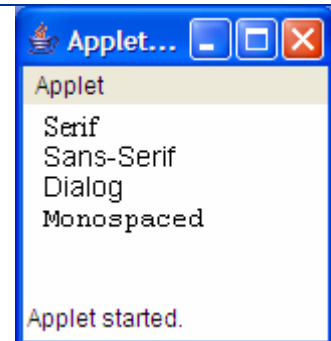 Applet...
Applet
Serif
Sans-Serif
Dialog
Monospaced
Applet started.